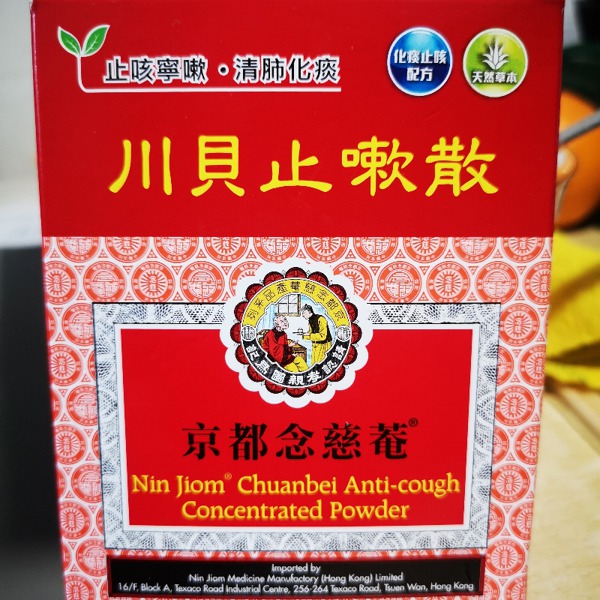 止咳寧嗽・清肺化痰
化痰止咳
配方
天然草本
川貝止嗽散
京都念慈菴®
Nin Jiom® Chuanbei Anti-cough
Concentrated Powder
Imported by
Nin Jiom Medicine Manufactory (Hong Kong) Limited
16/F, Block A, Texaco Road Industrial Centre, 256-264 Texaco Road, Tsuen Wan, Hong Kong